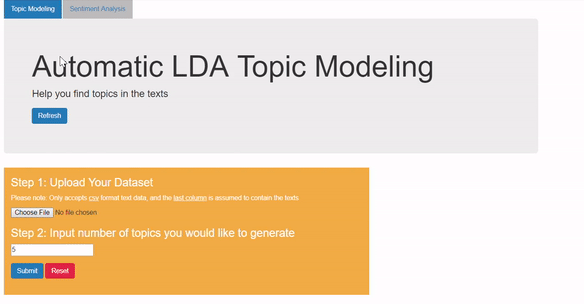 Topic Modeling
Sentiment Analysis
Automatic LDA Topic Modeling
Help you find topics in the texts
Refresh
Step 1: Upload Your Dataset
Please note: Only accepts csv format text data, and the last column is assumed to contain the texts
Choose File No file chosen
Step 2: Input number of topics you would like to generate
5
Submit Reset